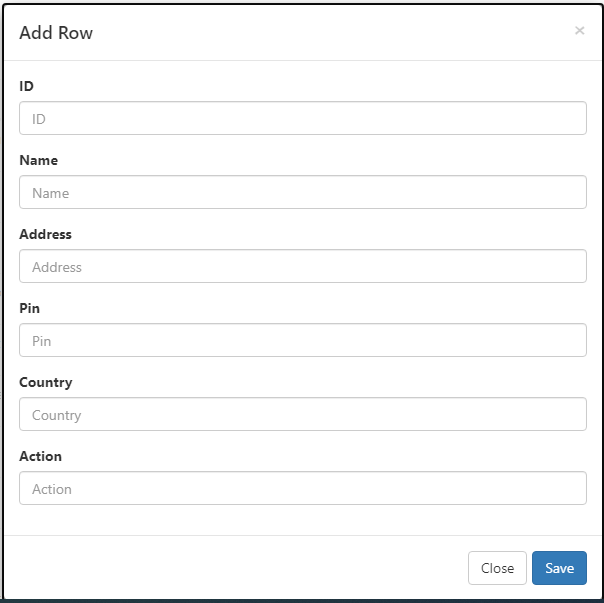 Add Row ×
ID
ID
Name
Name
Address
Address
Pin
Pin
Country
Country
Action
Action
Close Save